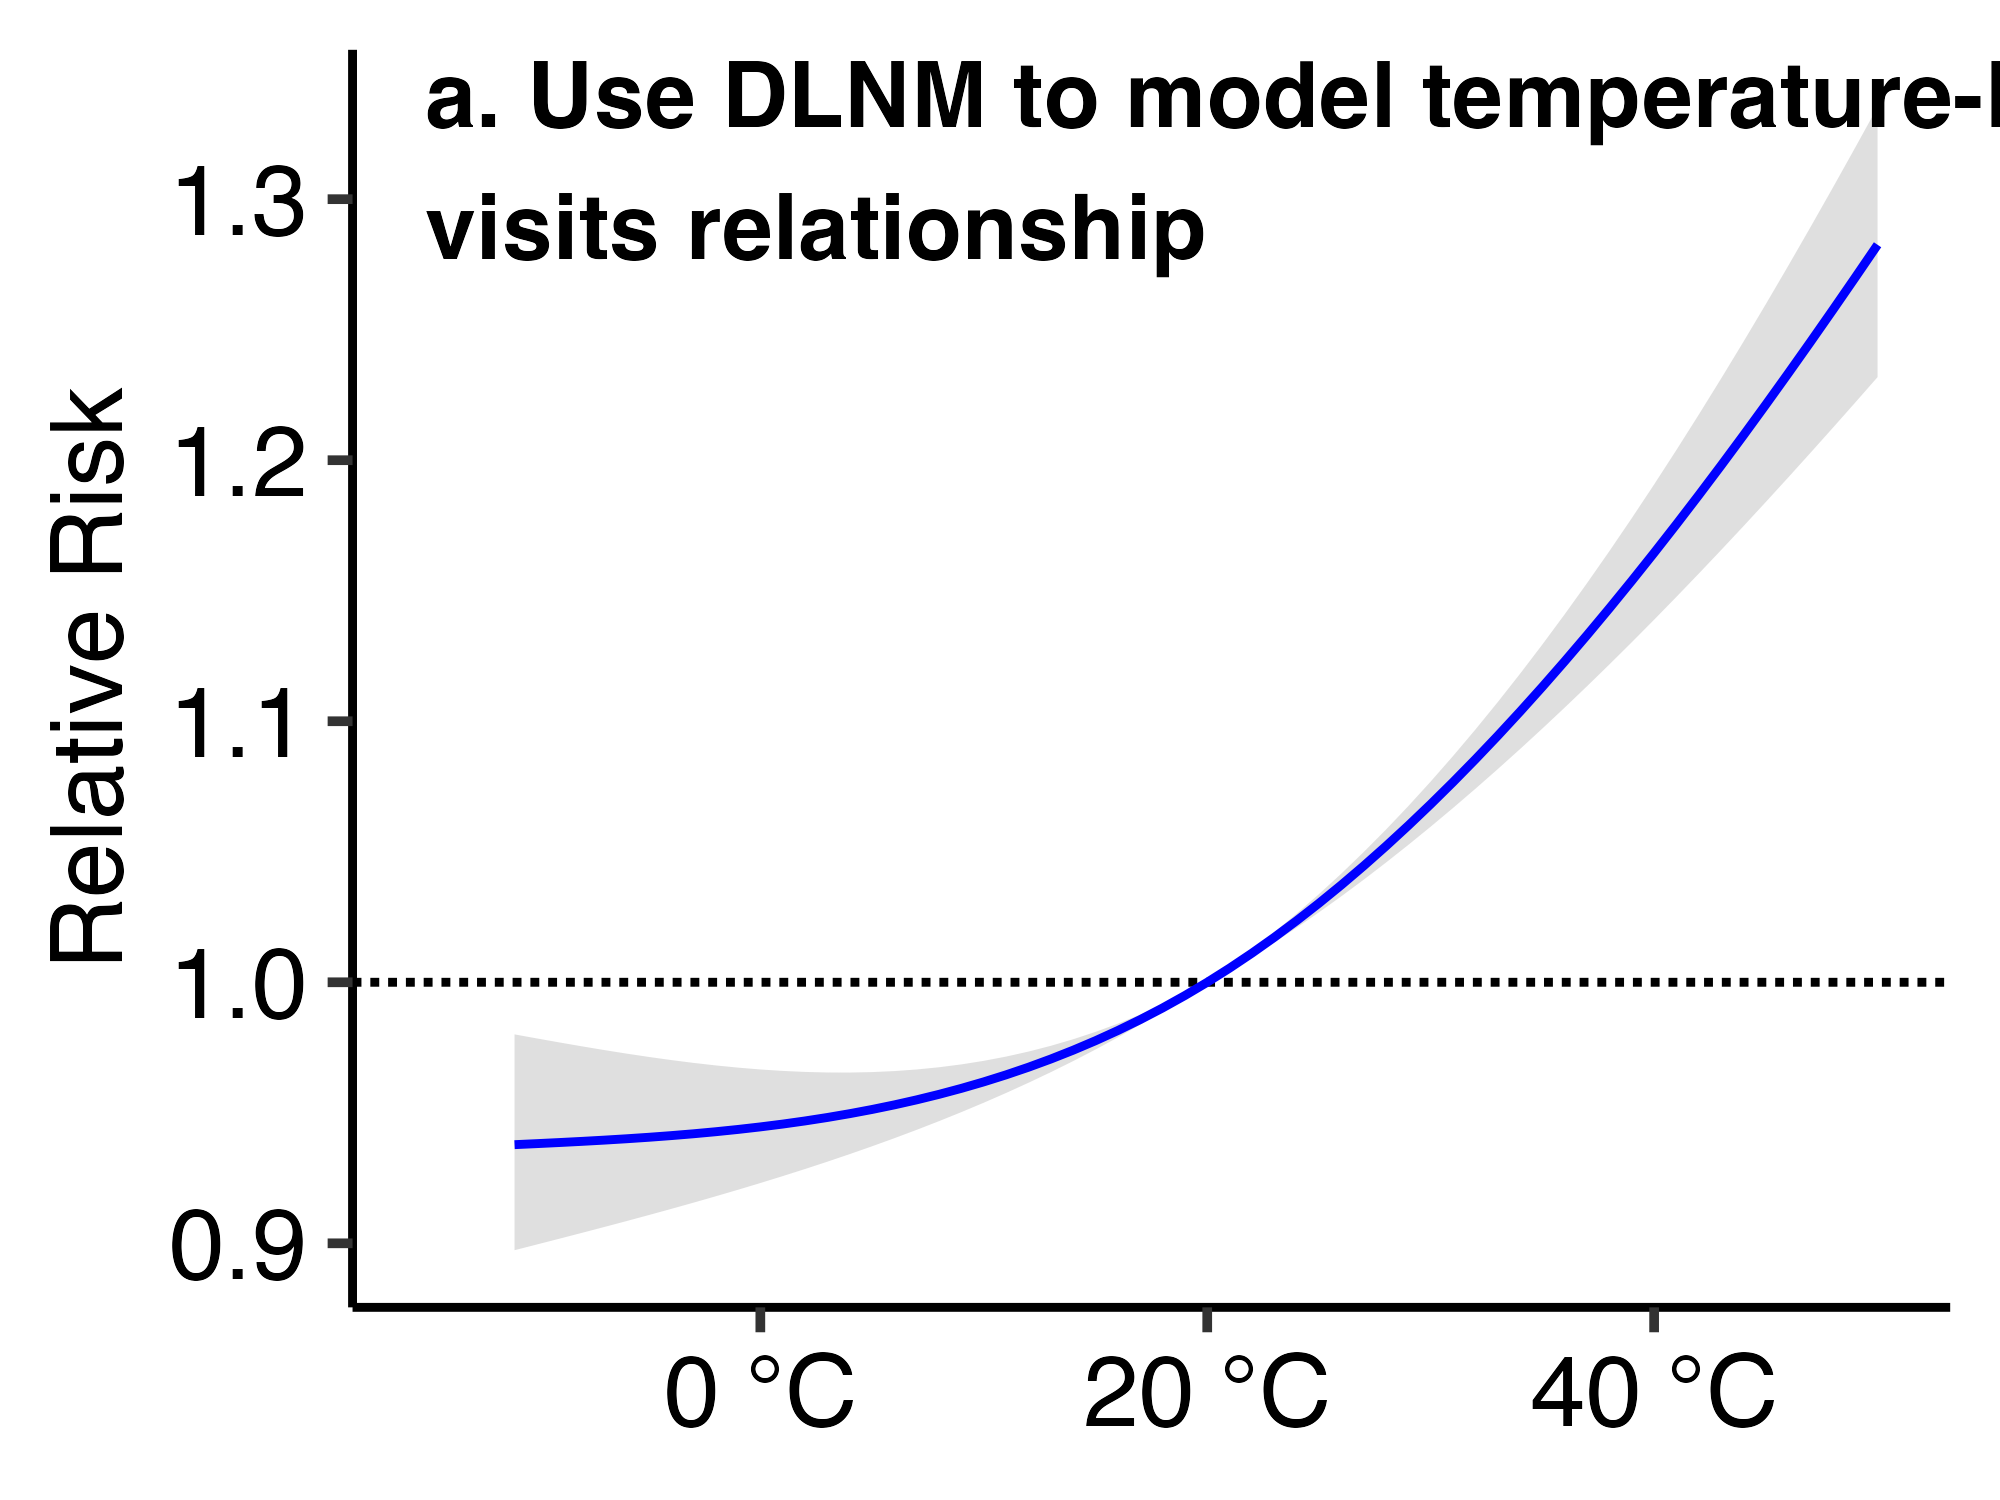 a. Use DLNM to model temperature-
visits relationship
Relative Risk
1.3
1.2
1.1
1.0
0.9
0 °C
20 °C
40 °C